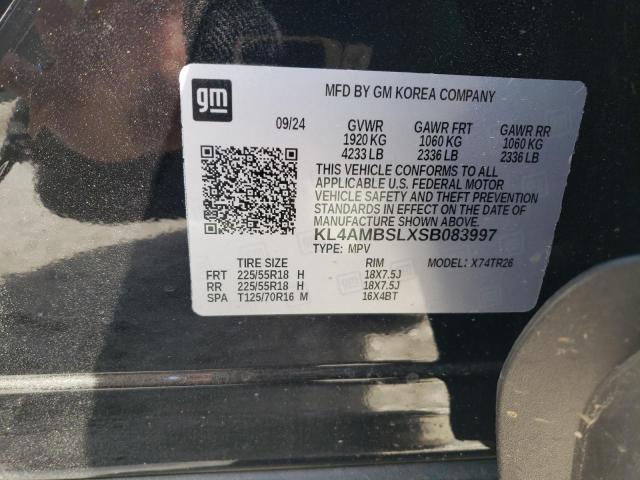 gm
MFD BY GM KOREA COMPANY
09/24 GVWR GAWR FRT GAWR RR
1920 KG 1060 KG 1060 KG
4233 LB 2336 LB 2336 LB
THIS VEHICLE CONFORMS TO ALL
APPLICABLE U.S. FEDERAL MOTOR
VEHICLE SAFETY AND THEFT PREVENTION
STANDARDS IN EFFECT ON THE DATE OF
MANUFACTURE SHOWN ABOVE.
KL4AMBSLXSB083997
TYPE: MPV
TIRE SIZE RIM MODEL: X74TR26
FRT 225/55R18 H 18X7.5J
RR 225/55R18 H 18X7.5J
SPA T125/70R16 M 16X4BT